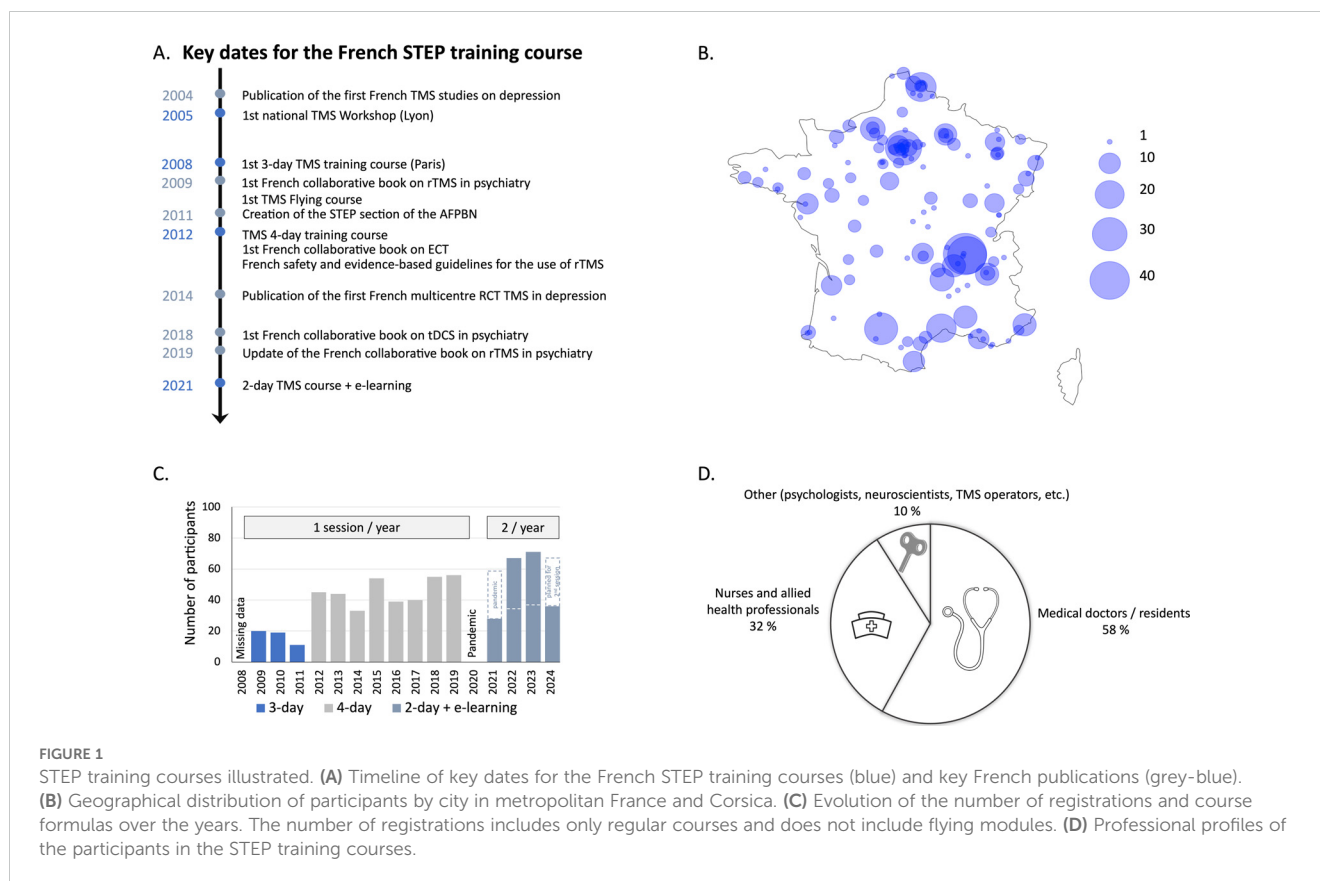 A. Key dates for the French STEP training course
2004 Publication of the first French TMS studies on depression
2005 1st national TMS Workshop (Lyon)
2008 1st 3-day TMS training course (Paris)
2009 1st French collaborative book on rTMS in psychiatry
1st TMS Flying course
2011 Creation of the STEP section of the AFPBN
2012 TMS 4-day training course
1st French collaborative book on ECT
French safety and evidence-based guidelines for the use of rTMS
2014 Publication of the first French multicentre RCT TMS in depression
2018 1st French collaborative book on tDCS in psychiatry
2019 Update of the French collaborative book on rTMS in psychiatry
2021 2-day TMS course + e-learning
B.
1
10
20
30
40
C.
Number of participants
100
80
60
40
20
0
1 session / year
2 / year
Missing data
Pandemic
pandemic
planned for
2nd session
2008 2009 2010 2011 2012 2013 2014 2015 2016 2017 2018 2019 2020 2021 2022 2023 2024
3-day 4-day 2-day + e-learning
D.
Other (psychologists, neuroscientists, TMS operators, etc.)
10 %
Nurses and allied
health professionals
32 %
Medical doctors / residents
58 %
FIGURE 1
STEP training courses illustrated. (A) Timeline of key dates for the French STEP training courses (blue) and key French publications (grey-blue).
(B) Geographical distribution of participants by city in metropolitan France and Corsica. (C) Evolution of the number of registrations and course
formulas over the years. The number of registrations includes only regular courses and does not include flying modules. (D) Professional profiles of
the participants in the STEP training courses.